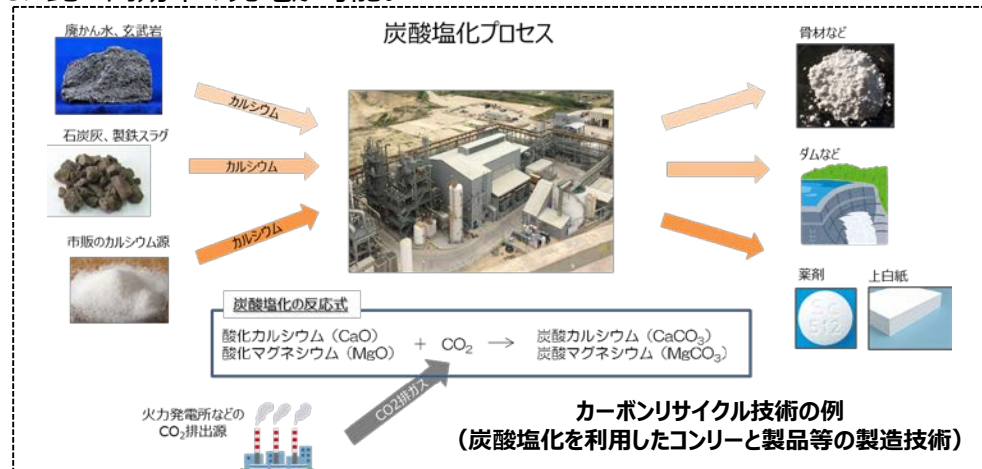 炭酸塩化プロセス
廃かん水、玄武岩
カルシウム
石炭灰、製鉄スラグ
カルシウム
市販のカルシウム源
カルシウム
骨材など
ダムなど
薬剤
上白紙
炭酸塩化の反応式
酸化カルシウム（CaO）
酸化マグネシウム（MgO）
+ CO₂ →
炭酸カルシウム（CaCO₃）
炭酸マグネシウム（MgCO₃）
CO2排ガス
火力発電所などの
CO₂排出源
カーボンリサイクル技術の例
（炭酸塩化を利用したコンリーと製品等の製造技術）